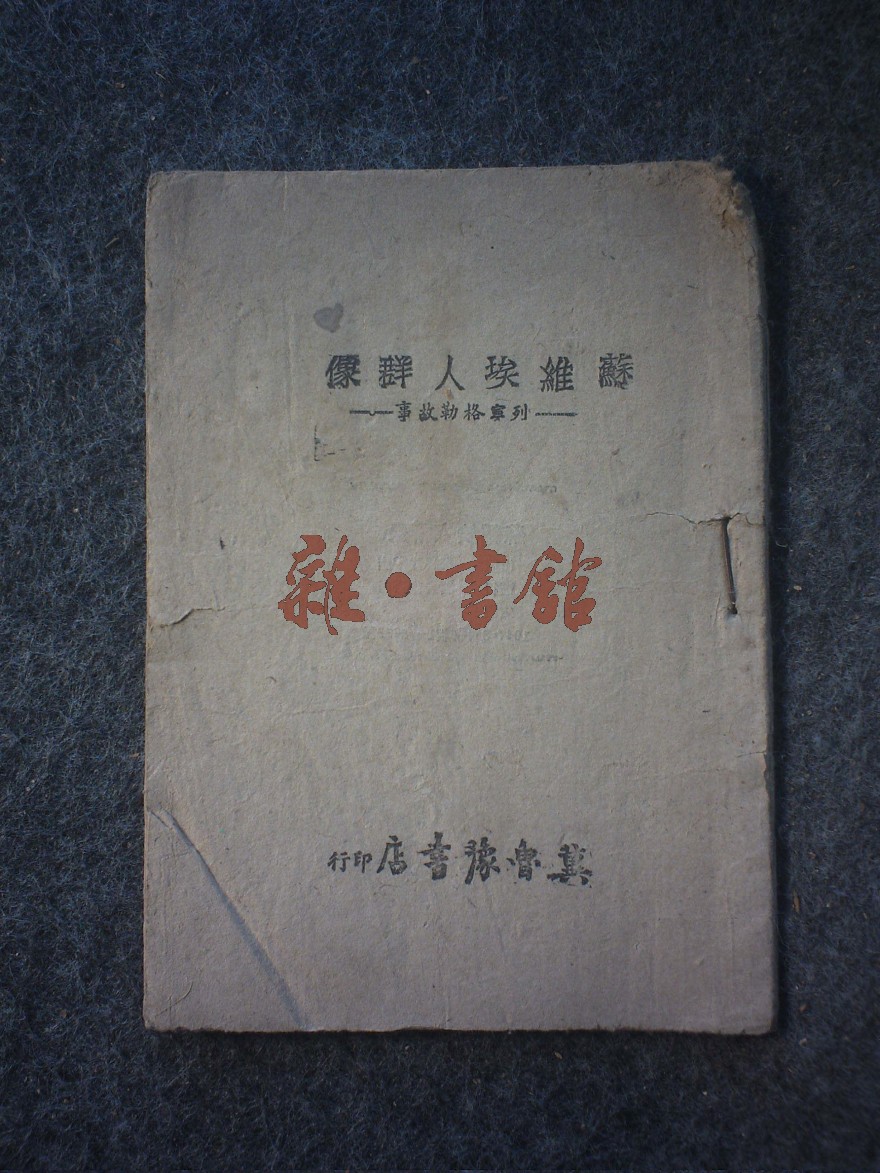 蘇維埃人群像
——列寧格勒故事——
雜·書館
冀魯豫書店印行